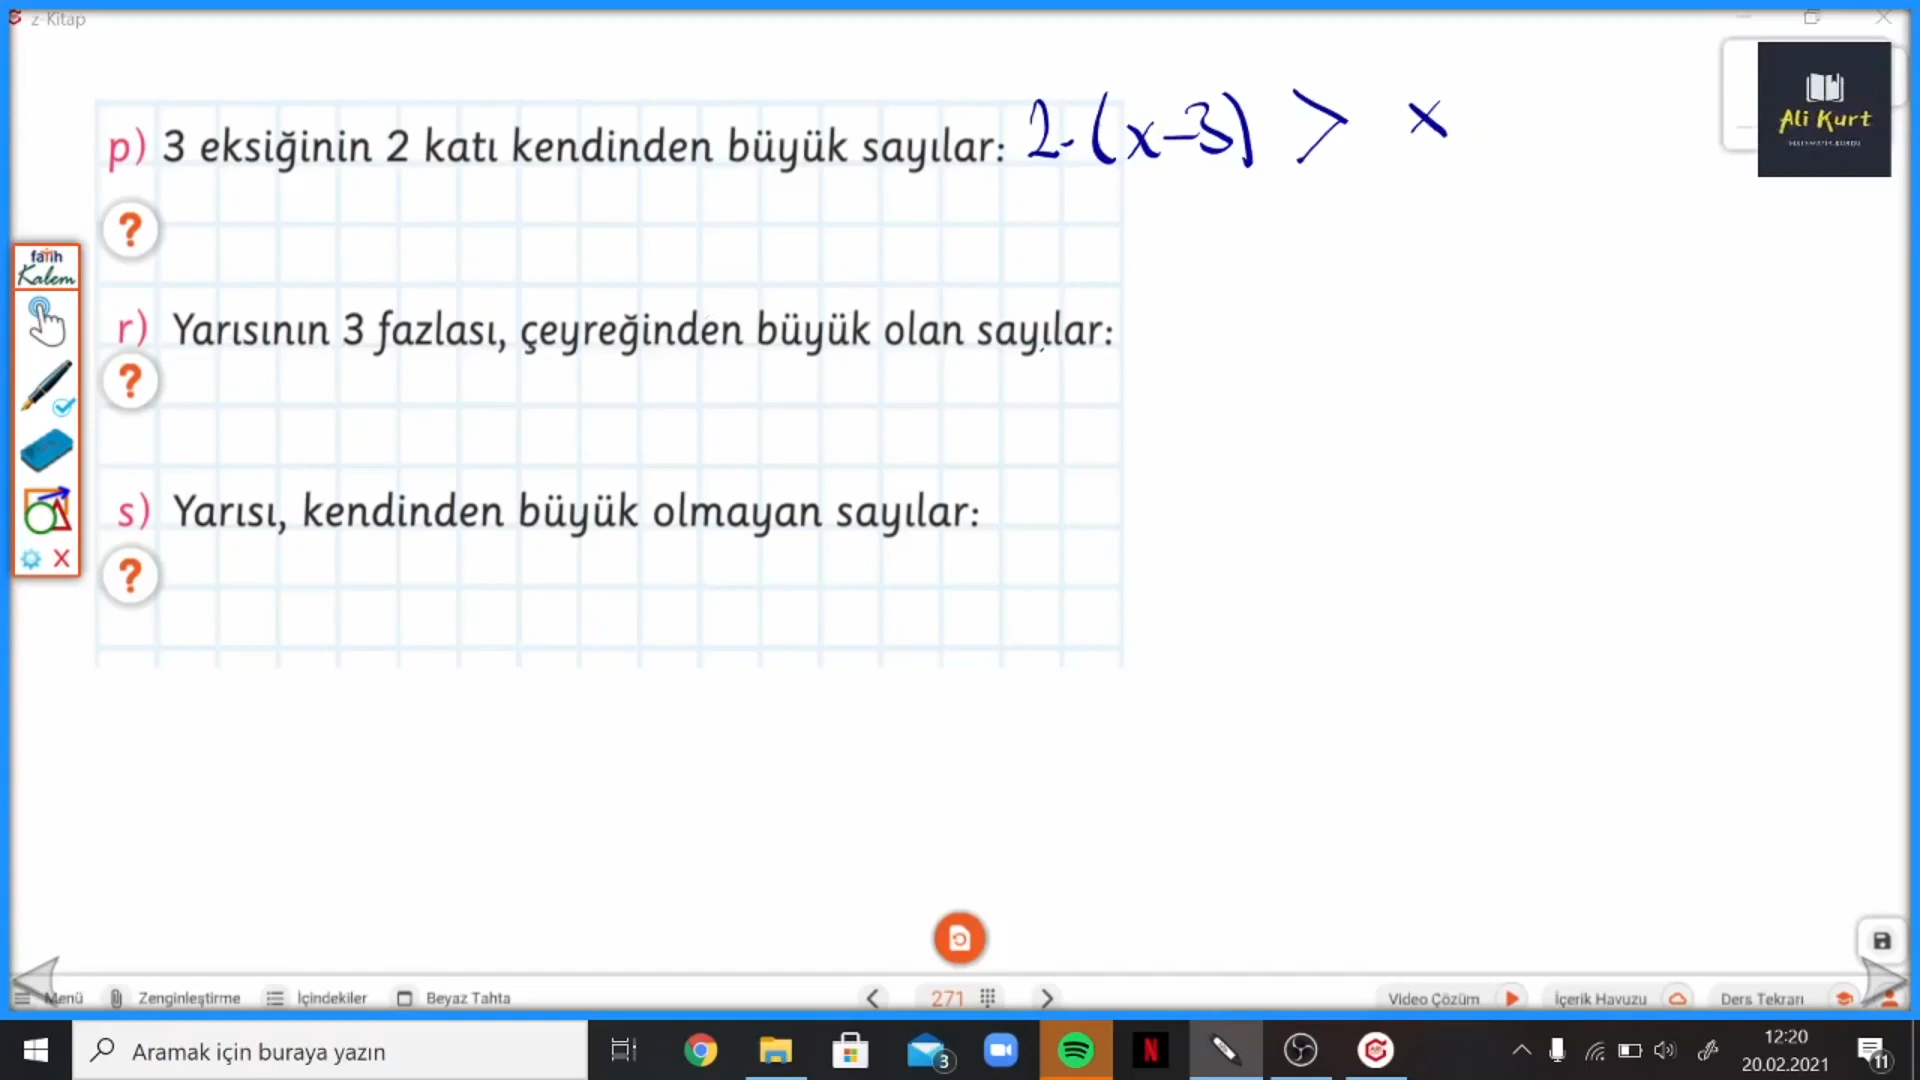 z-Kitap
p) 3 eksiğinin 2 katı kendinden büyük sayılar: 2·(x-3) > x
Ali Kurt
?
fatih
Kalem
r) Yarısının 3 fazlası, çeyreğinden büyük olan sayılar:
?
s) Yarısı, kendinden büyük olmayan sayılar:
?
Menü Zenginleştirme İçindekiler Beyaz Tahta 271 Video Çözüm İçerik Havuzu Ders Tekrarı
Aramak için buraya yazın 3 N 12:20 11
20.02.2021